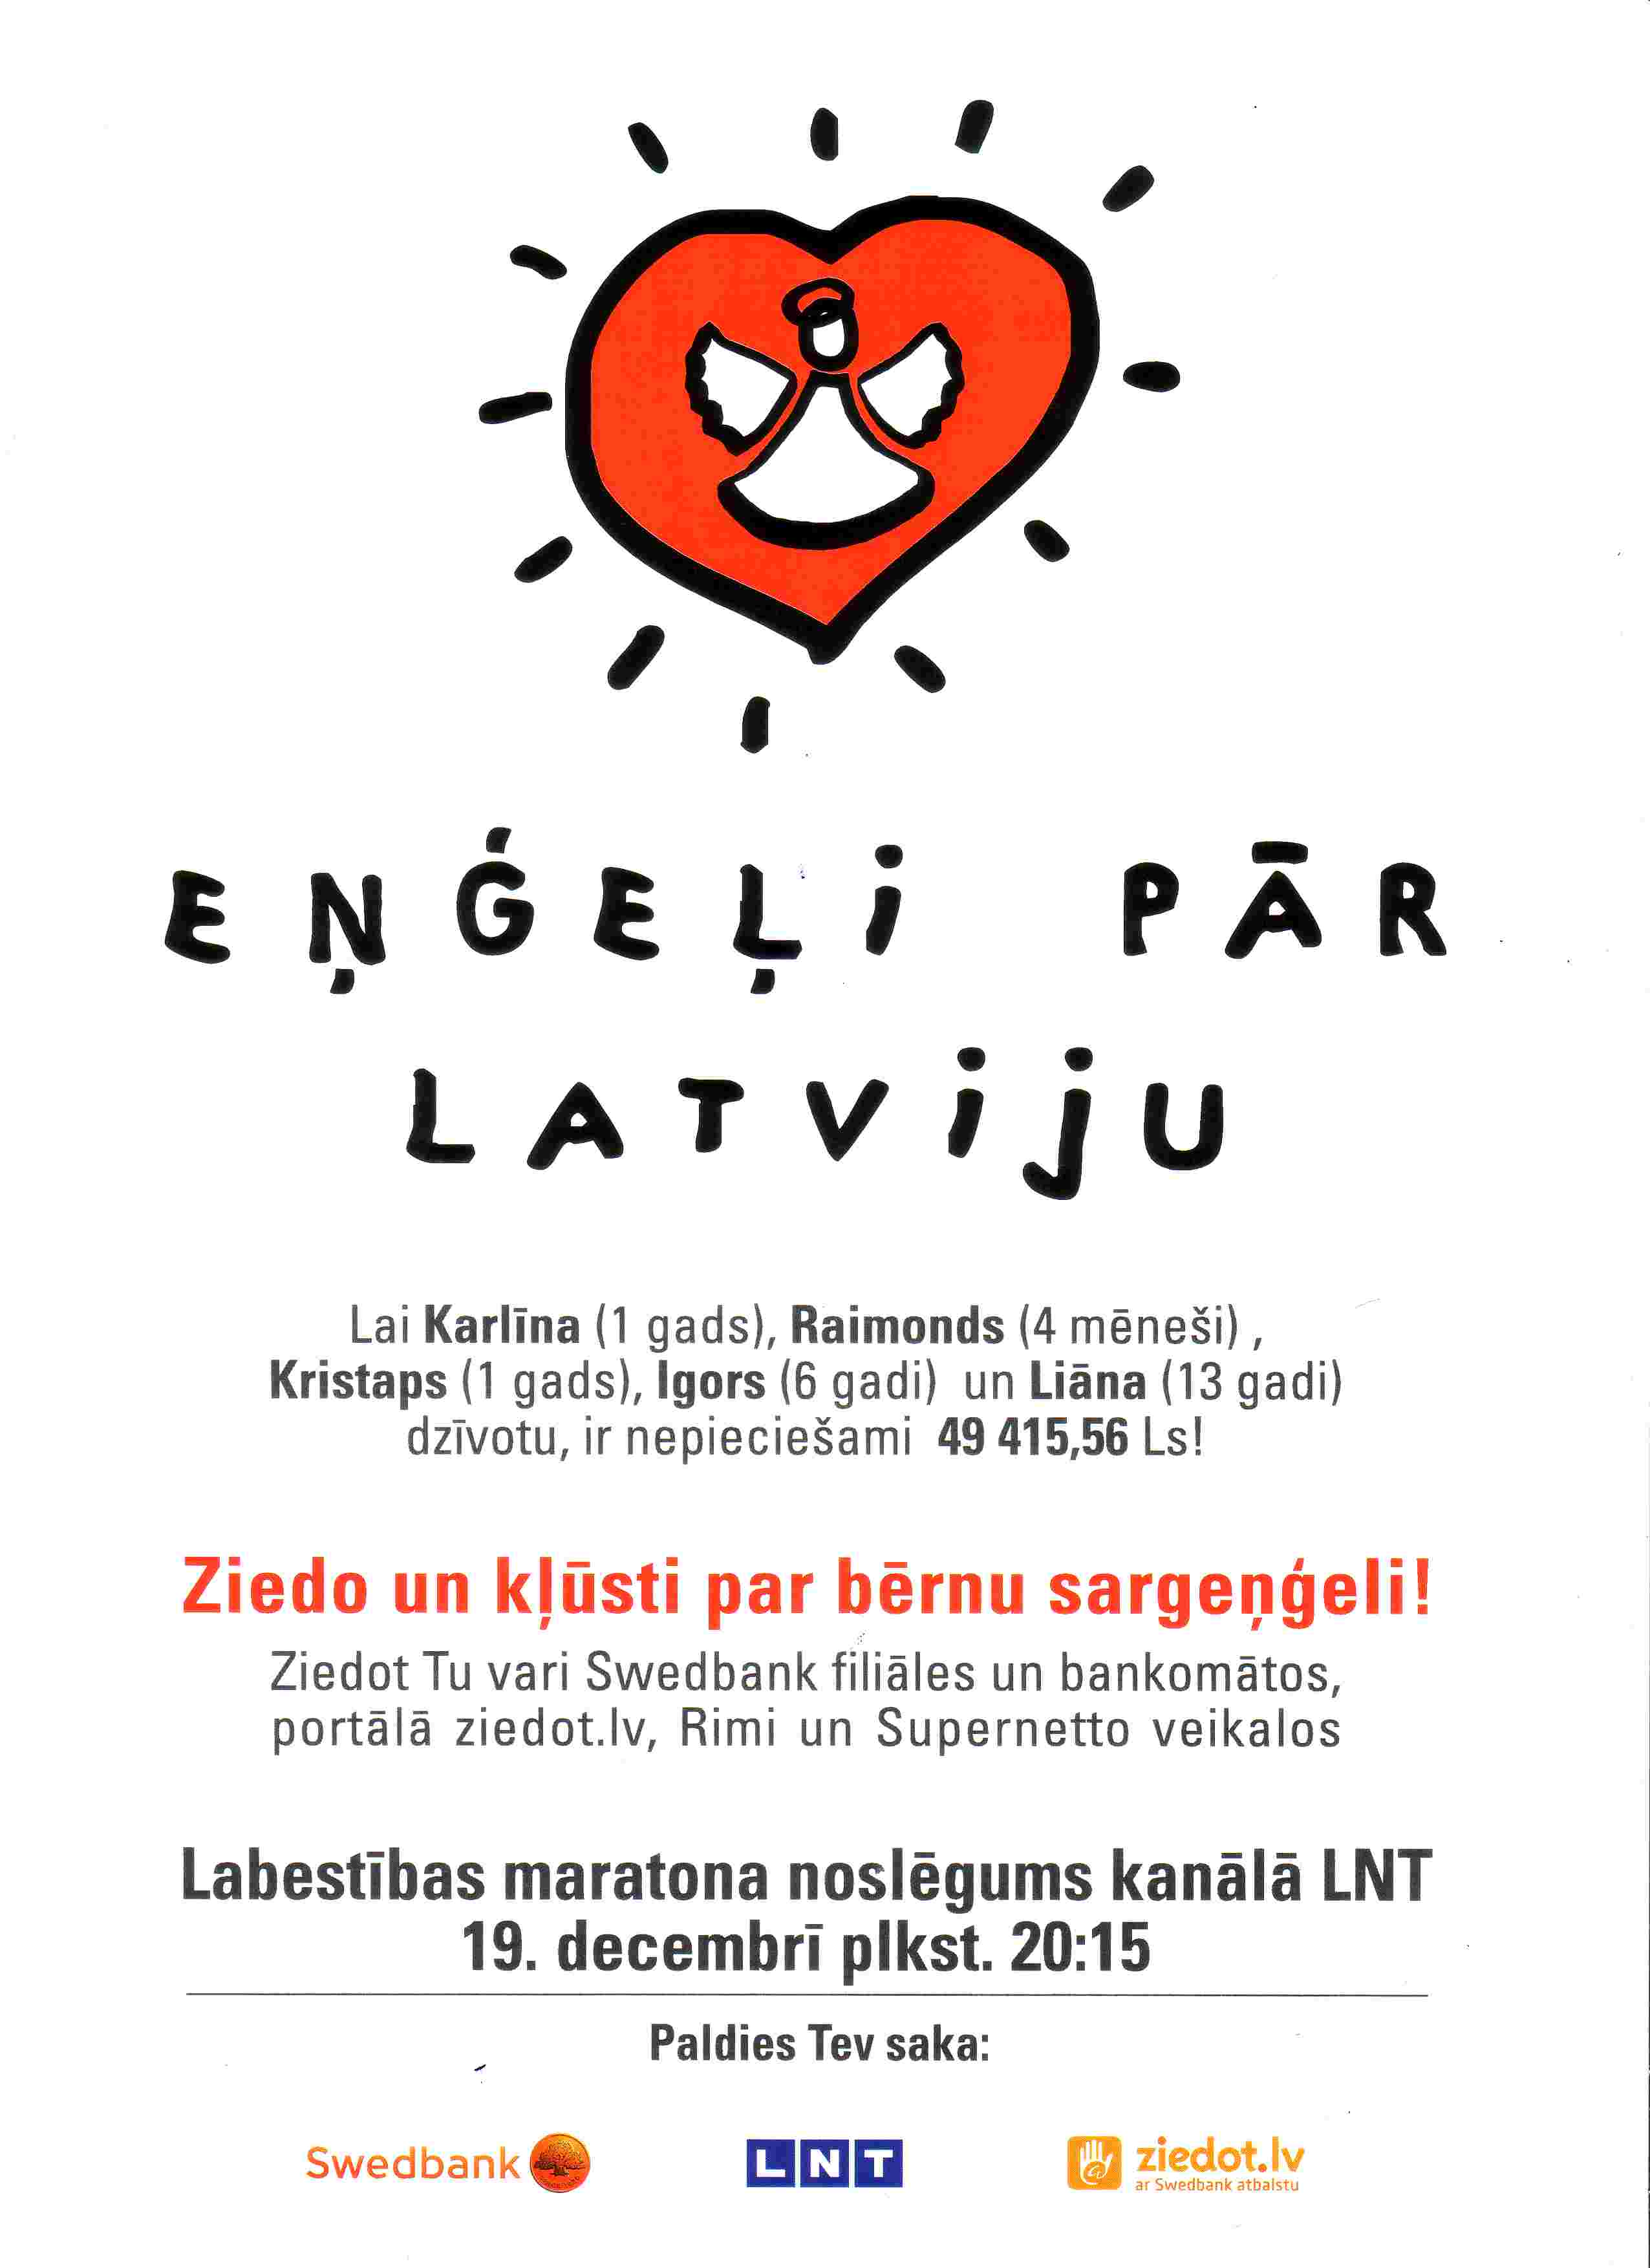 EŅĢEĻi PĀR
LATViju
Lai Karlīna (1 gads), Raimonds (4 mēneši) ,
Kristaps (1 gads), Igors (6 gadi) un Liāna (13 gadi)
dzīvotu, ir nepieciešami 49 415,56 Ls!
Ziedo un kļūsti par bērnu sargeņģeli!
Ziedot Tu vari Swedbank filiāles un bankomātos,
portālā ziedot.lv, Rimi un Supernetto veikalos
Labestības maratona noslēgums kanālā LNT
19. decembrī plkst. 20:15
Paldies Tev saka:
Swedbank
LNT
ziedot.lv
ar Swedbank atbalstu